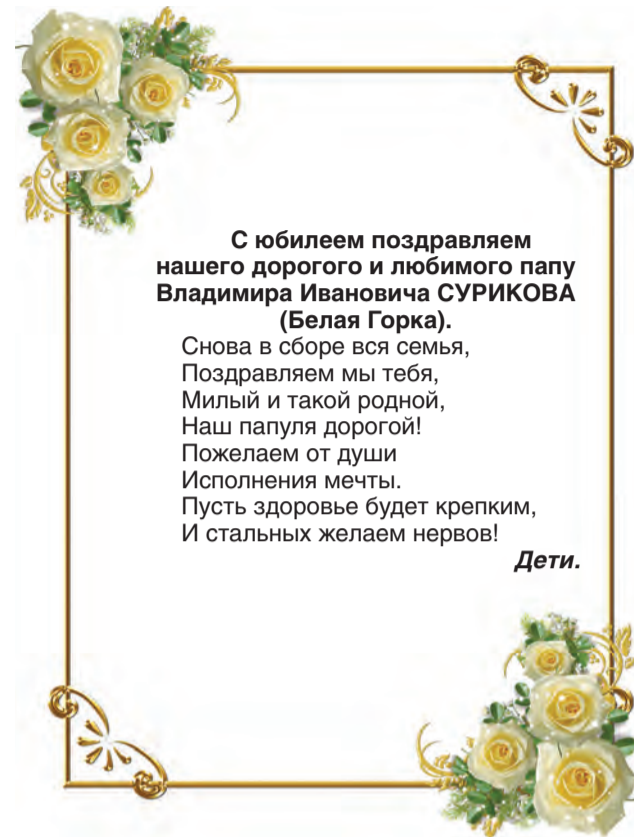 С юбилеем поздравляем
нашего дорогого и любимого папу
Владимира Ивановича СУРИКОВА
(Белая Горка).
Снова в сборе вся семья,
Поздравляем мы тебя,
Милый и такой родной,
Наш папуля дорогой!
Пожелаем от души
Исполнения мечты.
Пусть здоровье будет крепким,
И стальных желаем нервов!
Дети.